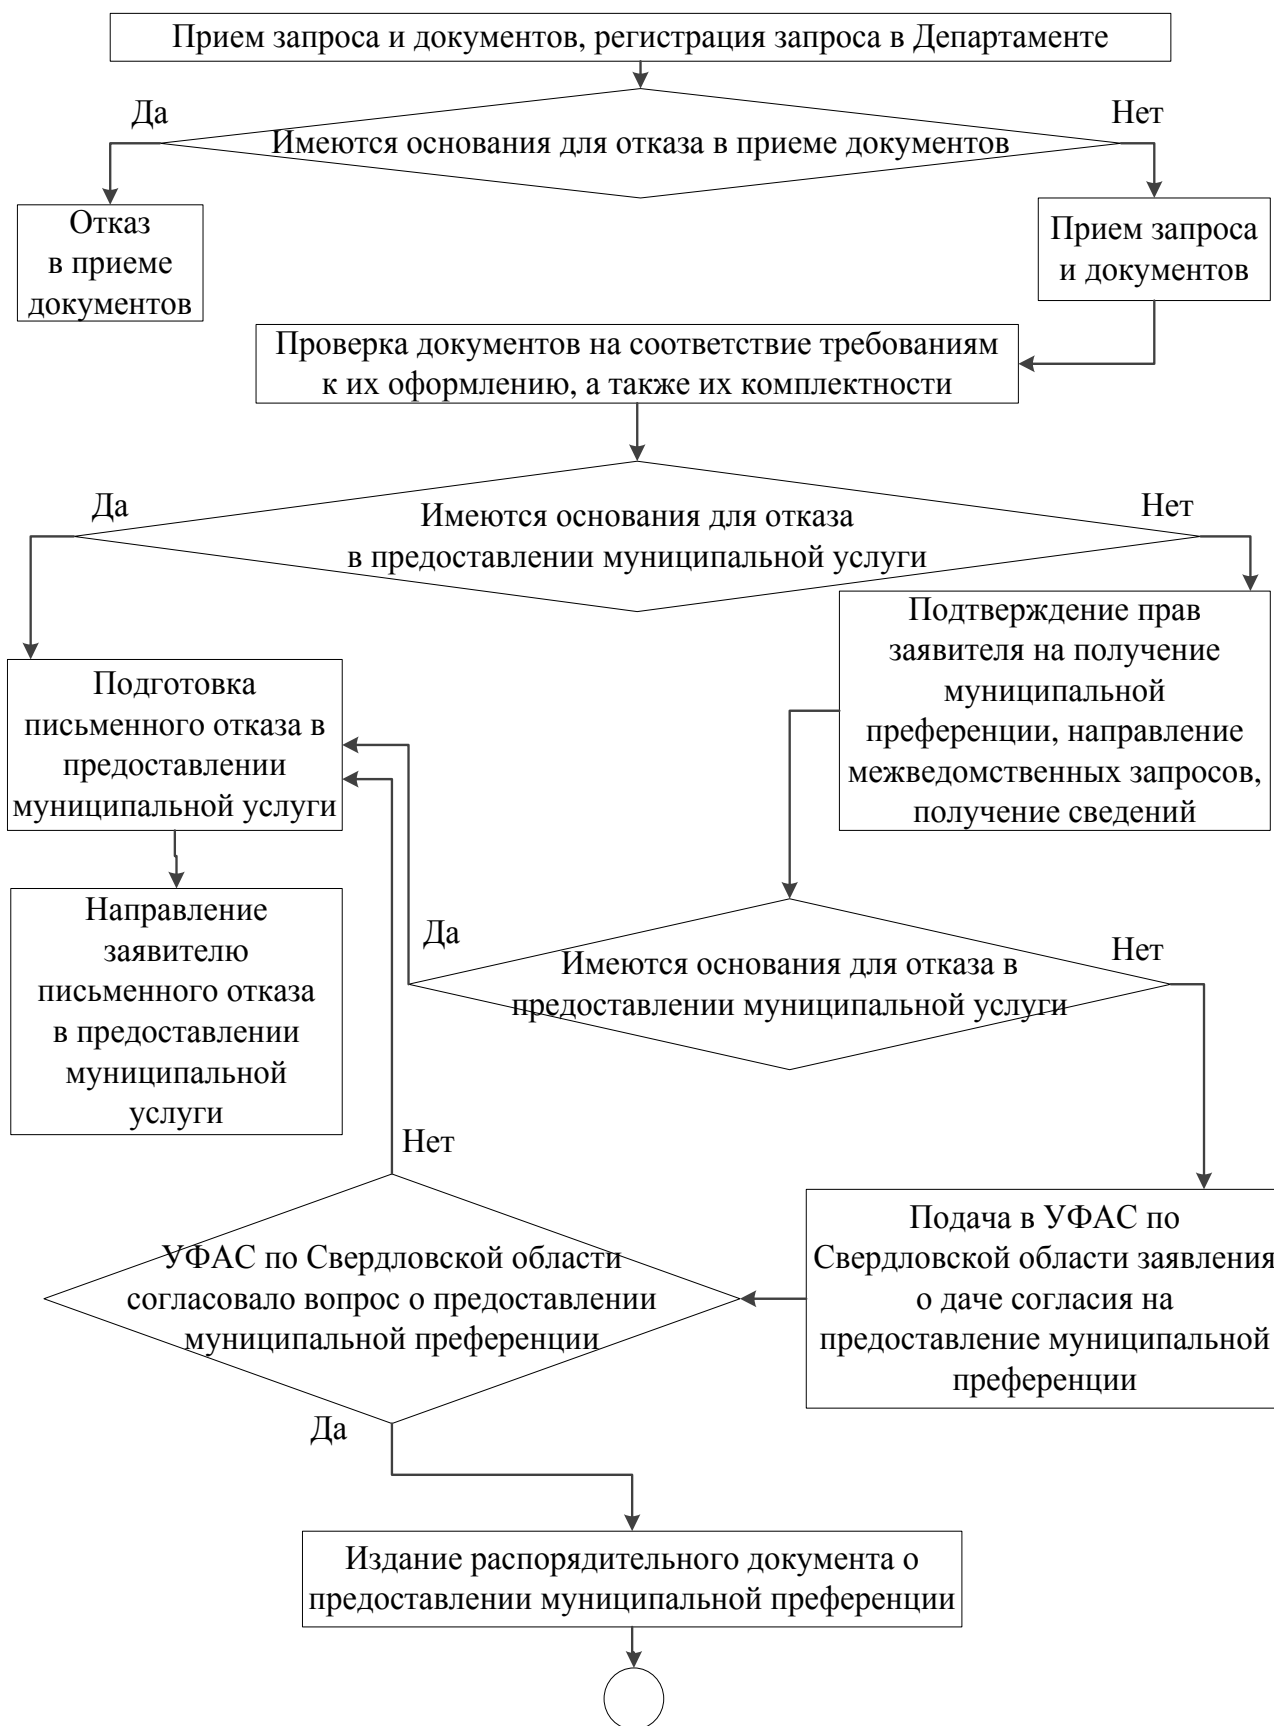 Прием запроса и документов, регистрация запроса в Департаменте
Да
Нет
Имеются основания для отказа в приеме документов
Отказ
в приеме
документов
Прием запроса
и документов
Проверка документов на соответствие требованиям
к их оформлению, а также их комплектности
Да
Нет
Имеются основания для отказа
в предоставлении муниципальной услуги
Подтверждение прав
заявителя на получение
муниципальной
преференции, направление
межведомственных запросов,
получение сведений
Подготовка
письменного отказа в
предоставлении
муниципальной услуги
Направление
заявителю
письменного отказа
в предоставлении
муниципальной
услуги
Да
Нет
Имеются основания для отказа в
предоставлении муниципальной услуги
Нет
Подача в УФАС по
Свердловской области заявления
о даче согласия на
предоставление муниципальной
преференции
УФАС по Свердловской области
согласовало вопрос о предоставлении
муниципальной преференции
Да
Издание распорядительного документа о
предоставлении муниципальной преференции